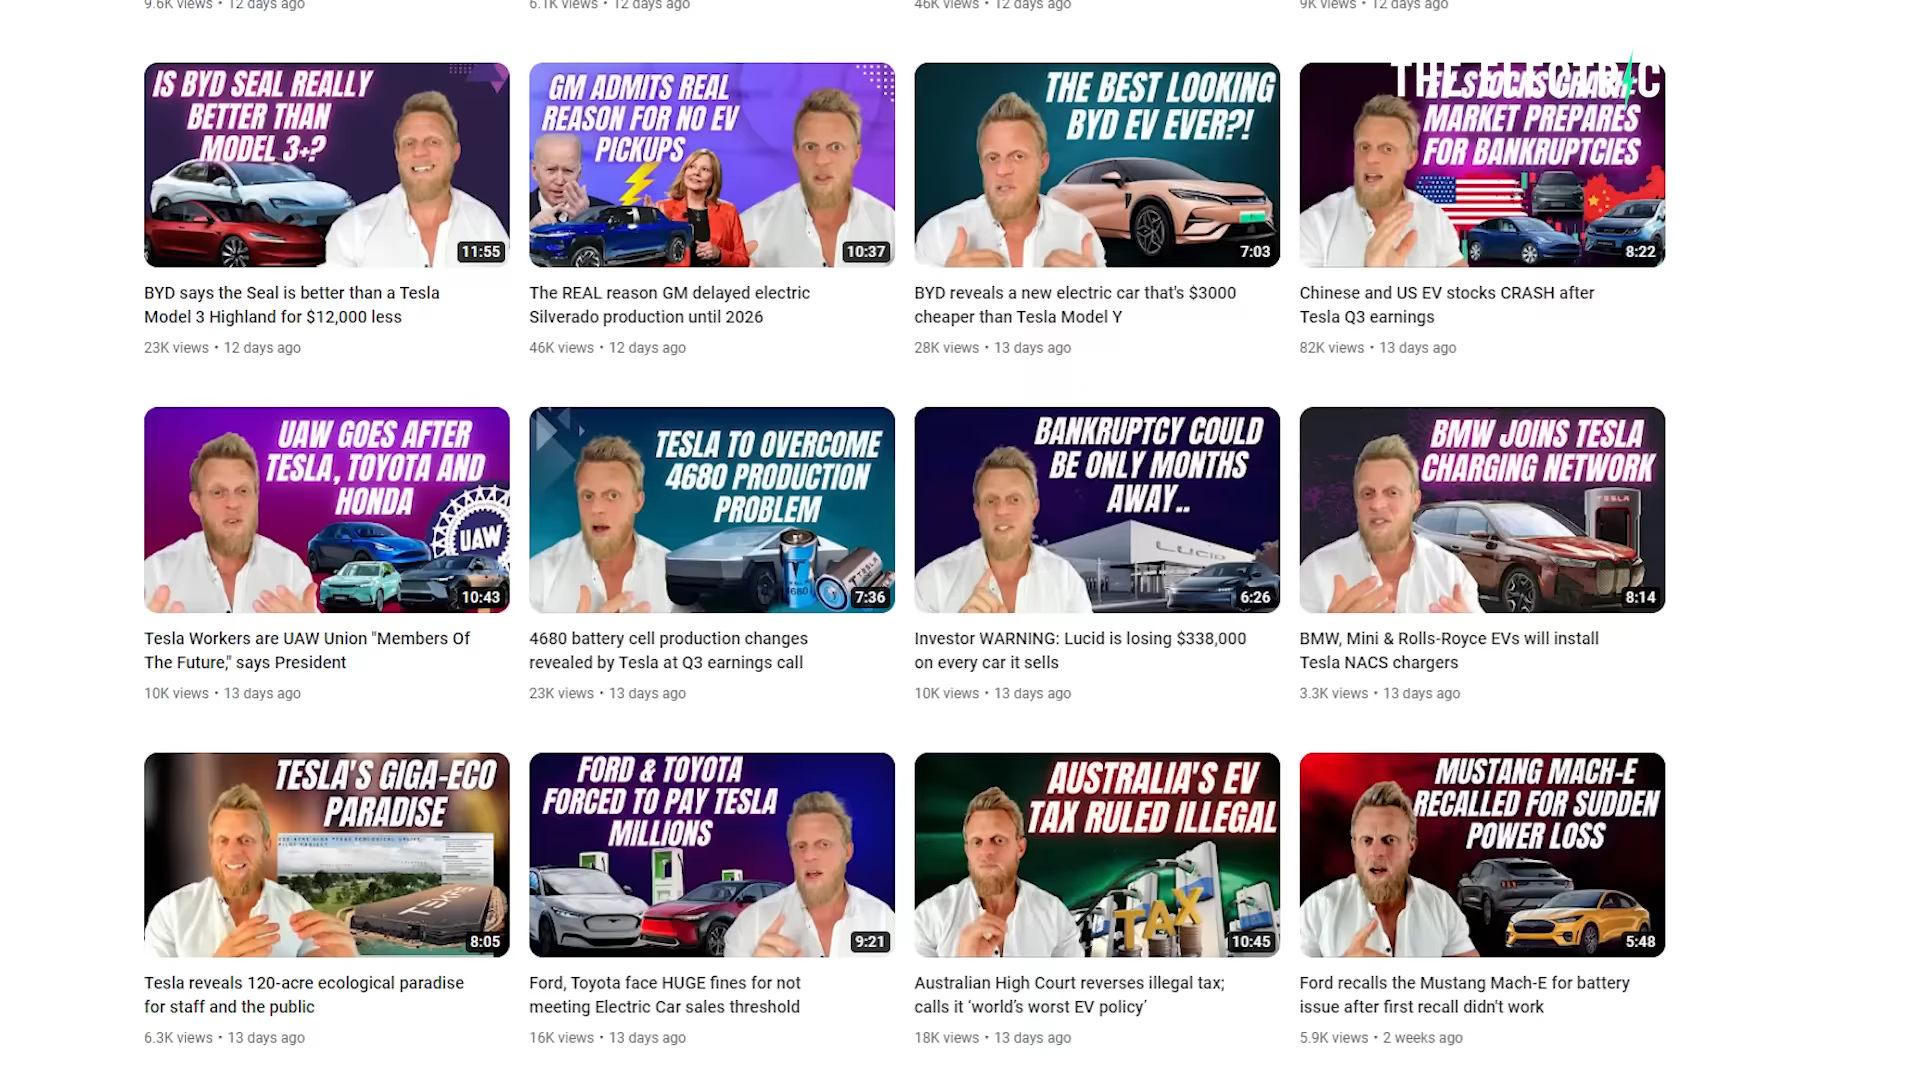 9.6K views • 12 days ago
6.1K views • 12 days ago
46K views • 12 days ago
9K views • 12 days ago
IS BYD SEAL REALLY
BETTER THAN
MODEL 3+?
11:55
BYD says the Seal is better than a Tesla
Model 3 Highland for $12,000 less
23K views • 12 days ago
GM ADMITS REAL
REASON FOR NO EV
PICKUPS
10:37
The REAL reason GM delayed electric
Silverado production until 2026
46K views • 12 days ago
THE BEST LOOKING
BYD EV EVER?!
7:03
BYD reveals a new electric car that's $3000
cheaper than Tesla Model Y
28K views • 13 days ago
THE ELECTRIC
EV STOCKS CRASH:
MARKET PREPARES
FOR BANKRUPTCIES
8:22
Chinese and US EV stocks CRASH after
Tesla Q3 earnings
82K views • 13 days ago
UAW GOES AFTER
TESLA, TOYOTA AND
HONDA
UAW
10:43
Tesla Workers are UAW Union "Members Of
The Future," says President
10K views • 13 days ago
TESLA TO OVERCOME
4680 PRODUCTION
PROBLEM
TESLA
4680
7:36
4680 battery cell production changes
revealed by Tesla at Q3 earnings call
23K views • 13 days ago
BANKRUPTCY COULD
BE ONLY MONTHS
AWAY..
LUCID
6:26
Investor WARNING: Lucid is losing $338,000
on every car it sells
10K views • 13 days ago
BMW JOINS TESLA
CHARGING NETWORK
TESLA
8:14
BMW, Mini & Rolls-Royce EVs will install
Tesla NACS chargers
3.3K views • 13 days ago
TESLA'S GIGA-ECO
PARADISE
8:05
Tesla reveals 120-acre ecological paradise
for staff and the public
6.3K views • 13 days ago
FORD & TOYOTA
FORCED TO PAY TESLA
MILLIONS
9:21
Ford, Toyota face HUGE fines for not
meeting Electric Car sales threshold
16K views • 13 days ago
AUSTRALIA'S EV
TAX RULED ILLEGAL
TAX
10:45
Australian High Court reverses illegal tax;
calls it ‘world’s worst EV policy’
18K views • 13 days ago
MUSTANG MACH-E
RECALLED FOR SUDDEN
POWER LOSS
5:48
Ford recalls the Mustang Mach-E for battery
issue after first recall didn't work
5.9K views • 2 weeks ago